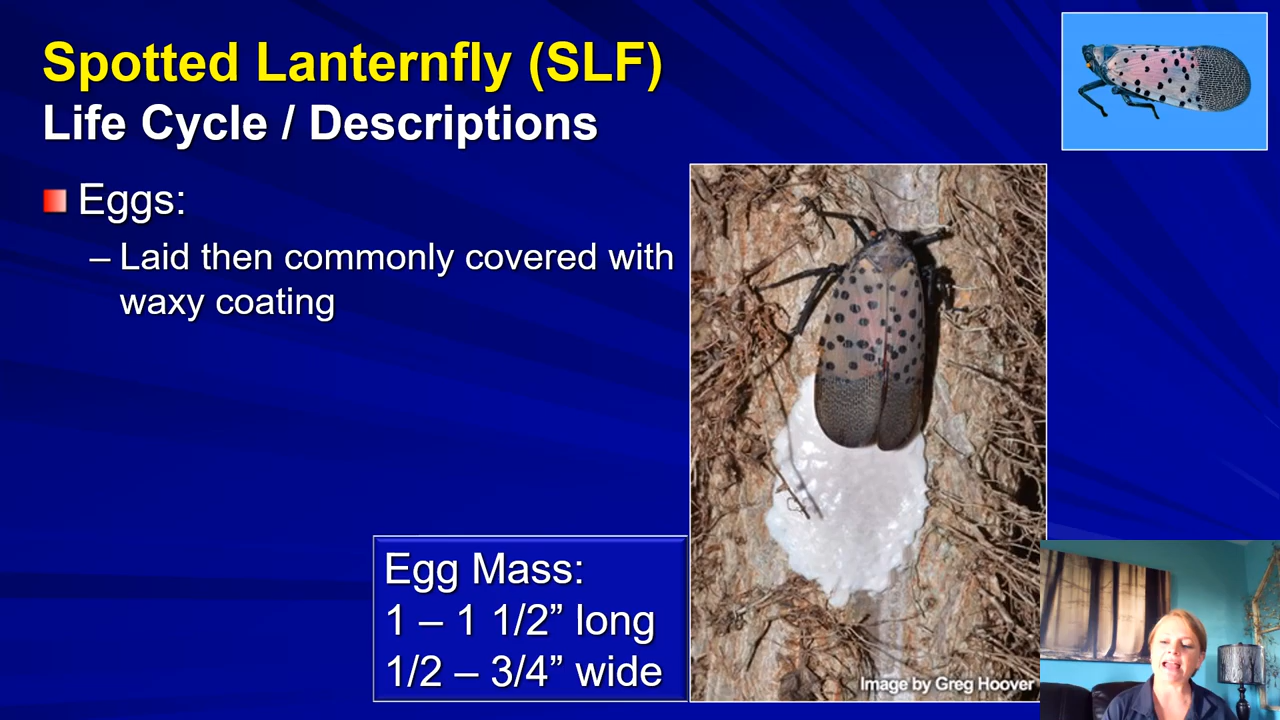 Spotted Lanternfly (SLF)
Life Cycle / Descriptions
Eggs:
– Laid then commonly covered with
waxy coating
Egg Mass:
1 – 1 1/2” long
1/2 – 3/4” wide
Image by Greg Hoover